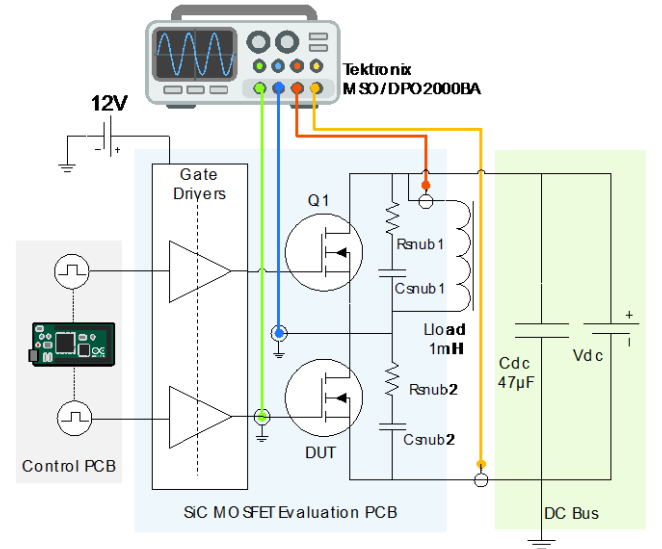 Tektronix
MSO/DPO2000BA
12V
Gate
Drivers
Q1
Rsnub1
Csnub1
Lload
1mH
Cdc
47µF
Vdc
Rsnub2
Csnub2
DUT
Control PCB
SiC MOSFET Evaluation PCB
DC Bus